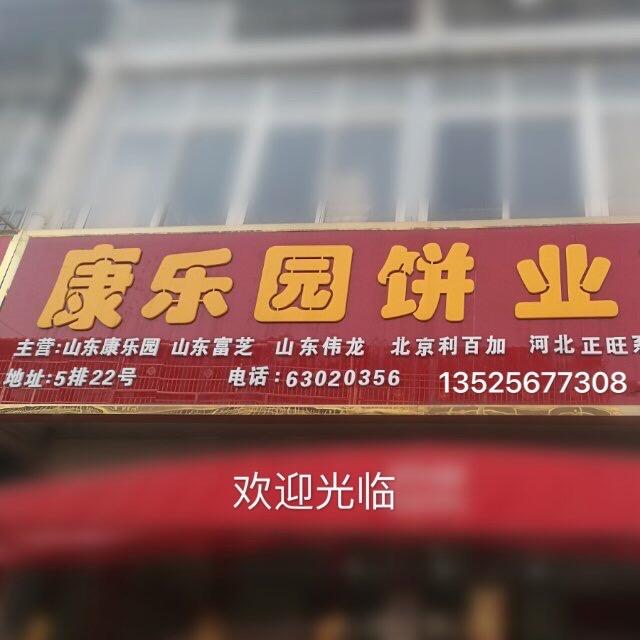 康乐园饼业
主营:山东康乐园 山东富芝 山东伟龙 北京利百加 河北正旺
地址:5排22号 电话:63020356 13525677308
欢迎光临